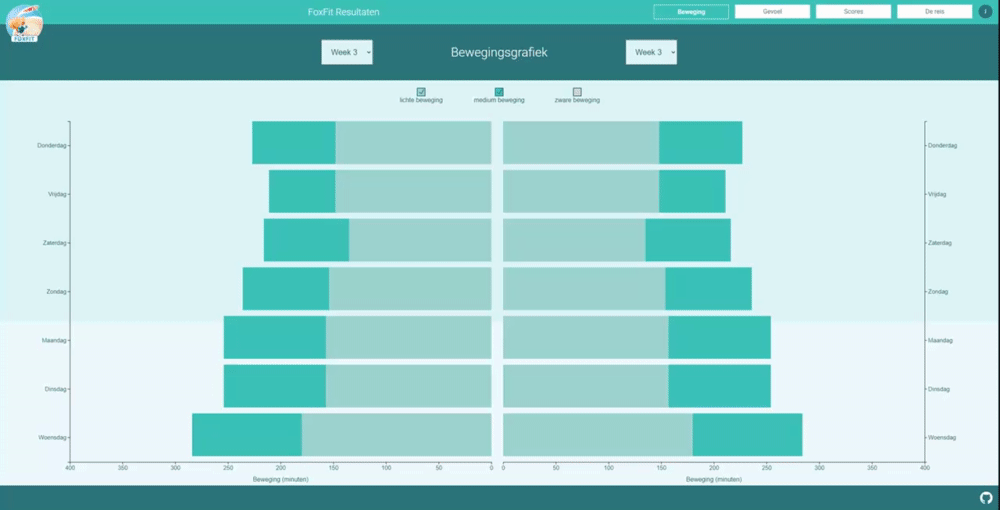 FoxFit Resultaten
Beweging
Gevoel
Scores
De reis
i
FOXFIT
Week 3
Bewegingsgrafiek
Week 3
lichte beweging
medium beweging
zware beweging
Donderdag
Donderdag
Vrijdag
Vrijdag
Zaterdag
Zaterdag
Zondag
Zondag
Maandag
Maandag
Dinsdag
Dinsdag
Woensdag
Woensdag
400 350 300 250 200 150 100 50 0
0 50 100 150 200 250 300 350 400
Beweging (minuten)
Beweging (minuten)